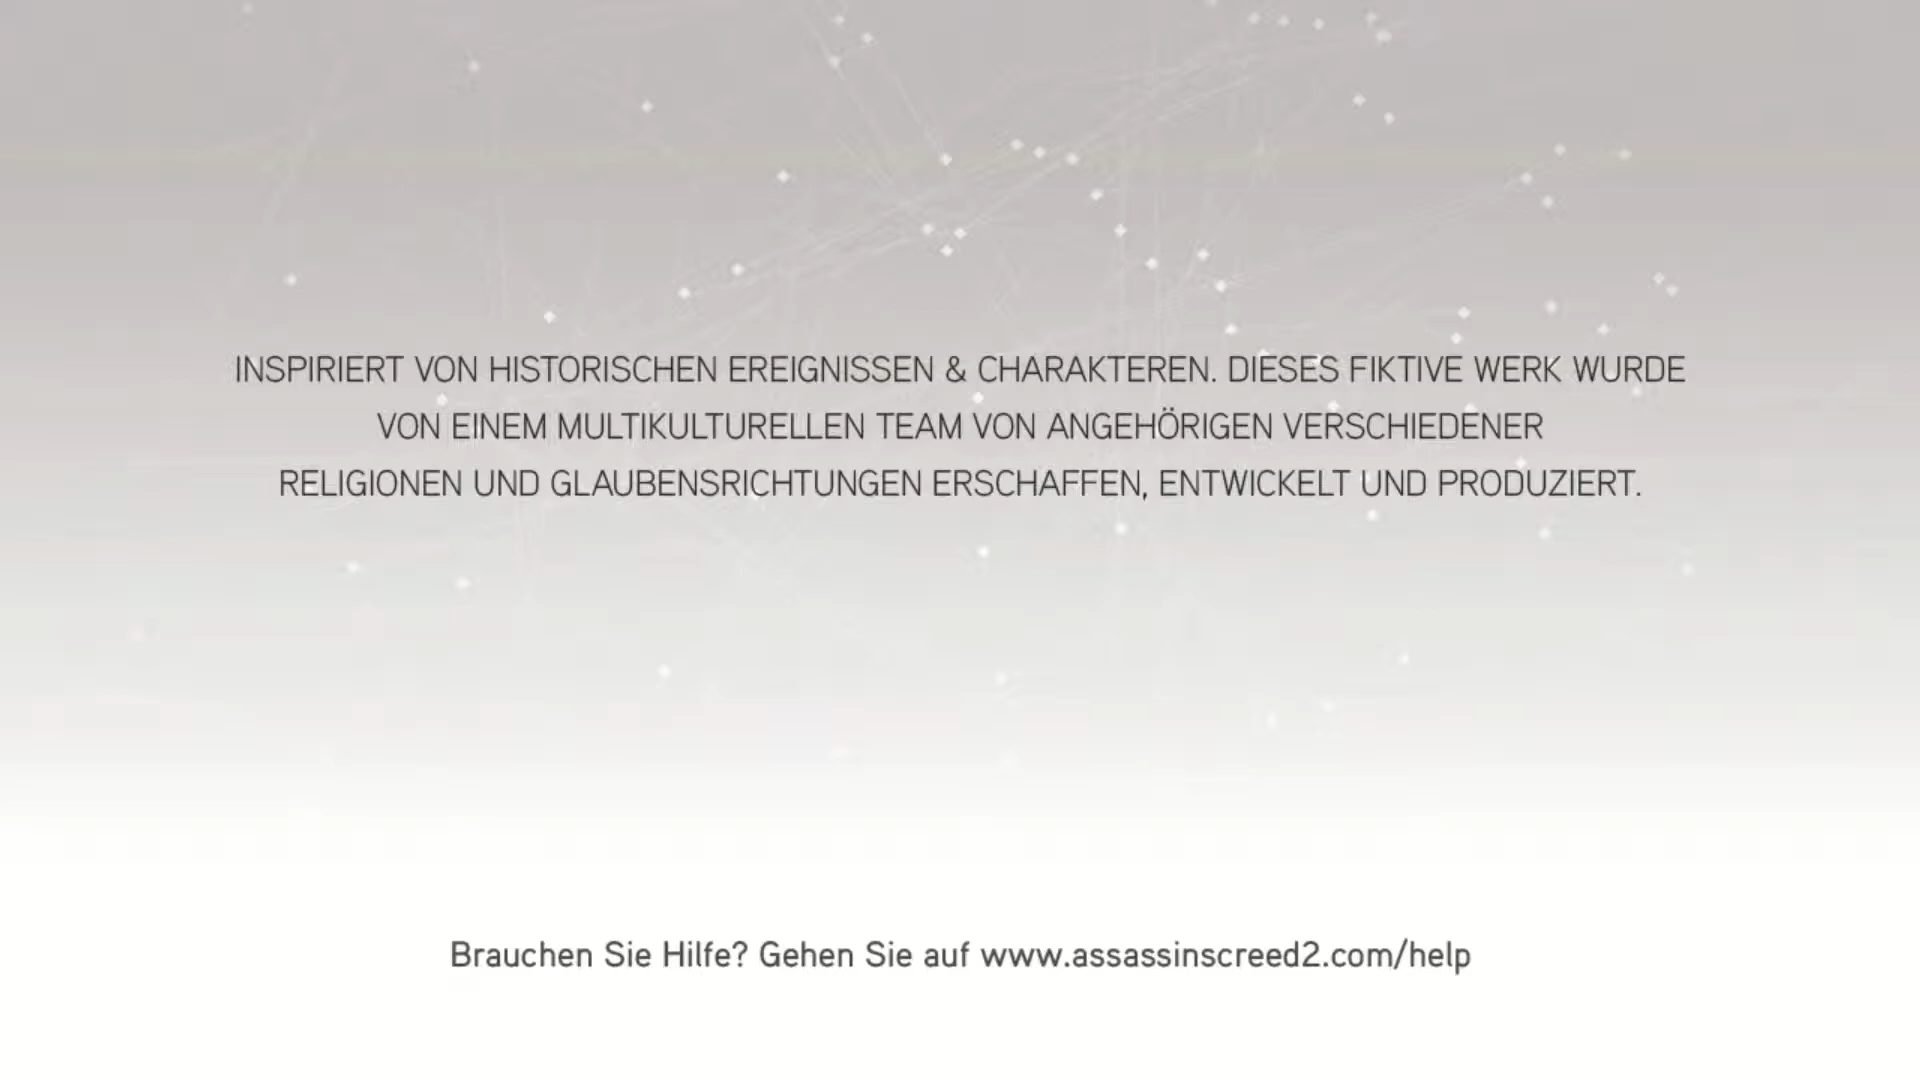 INSPIRIERT VON HISTORISCHEN EREIGNISSEN & CHARAKTEREN. DIESES FIKTIVE WERK WURDE
VON EINEM MULTIKULTURELLEN TEAM VON ANGEHÖRIGEN VERSCHIEDENER
RELIGIONEN UND GLAUBENSRICHTUNGEN ERSCHAFFEN, ENTWICKELT UND PRODUZIERT.
Brauchen Sie Hilfe? Gehen Sie auf www.assassinscreed2.com/help